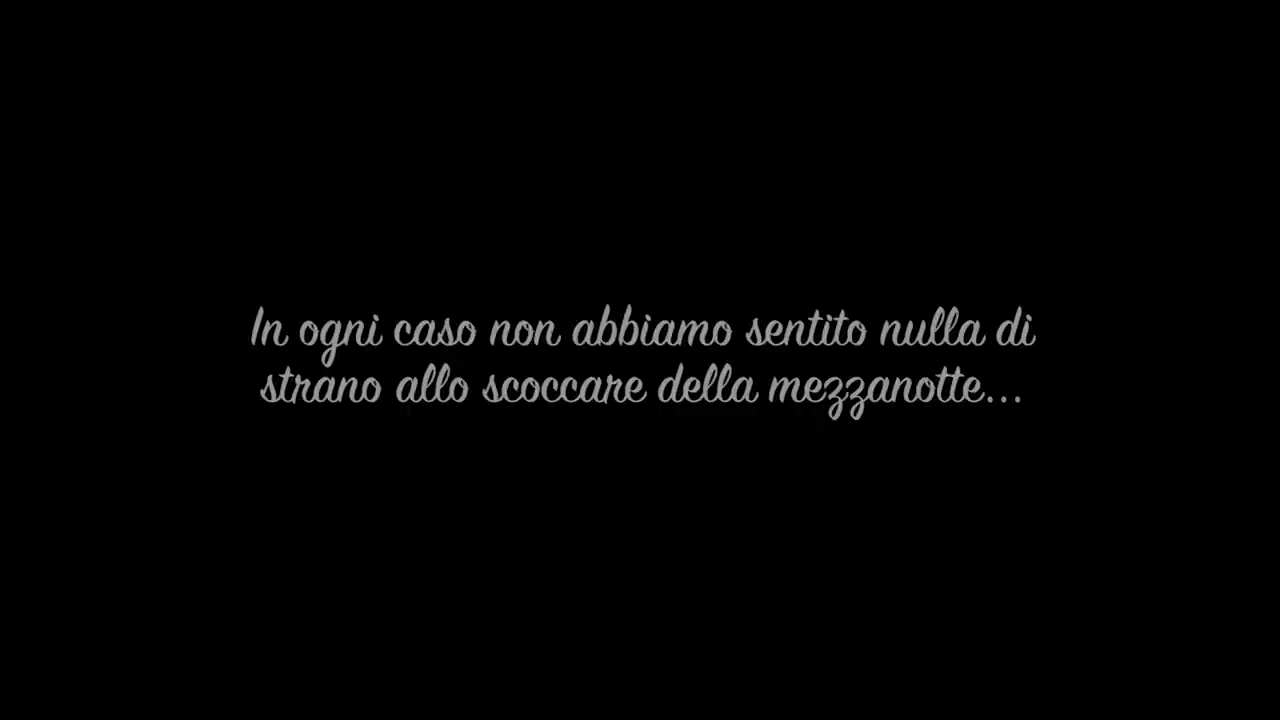 In ogni caso non abbiamo sentito nulla di
strano allo scoccare della mezzanotte...